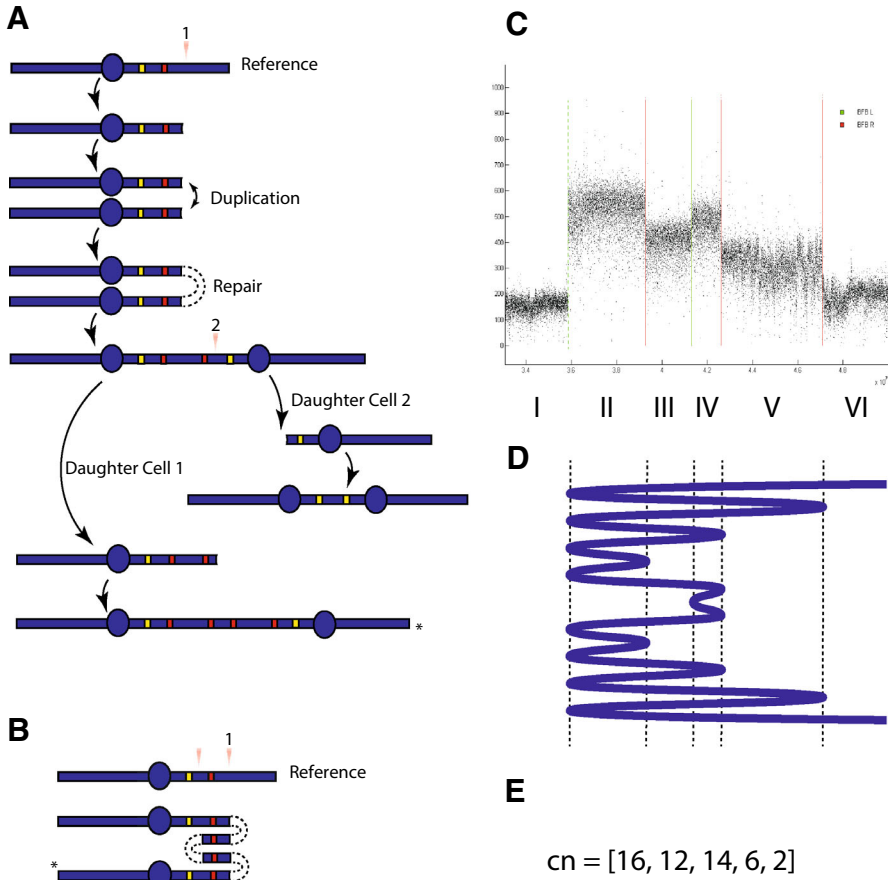 A
1
Reference
Duplication
Repair
2
Daughter Cell 2
Daughter Cell 1
*
B
1
Reference
*
C
1000
900
800
700
600
500
400
300
200
100
0
BFB L
BFB R
3.4 3.6 3.8 4 4.2 4.4 4.6 4.8
x 10⁷
I II III IV V VI
D
E
cn = [16, 12, 14, 6, 2]